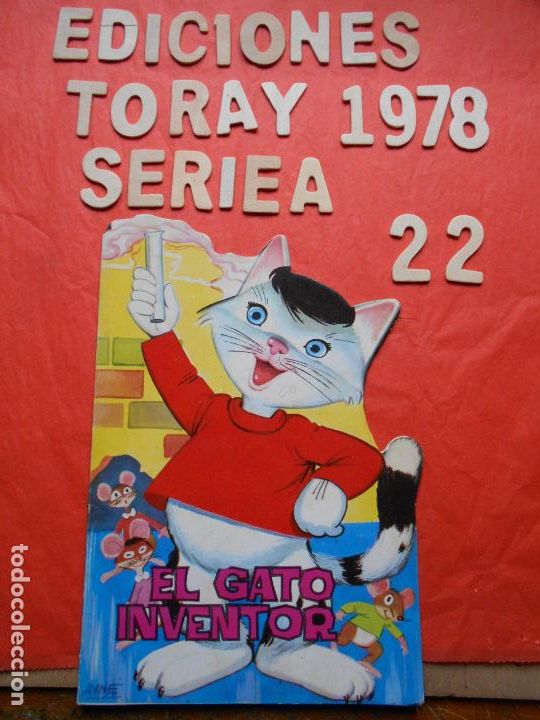 EDICIONES
TORAY 1978
SERIEA
22
EL GATO
INVENTOR
todocoleccion